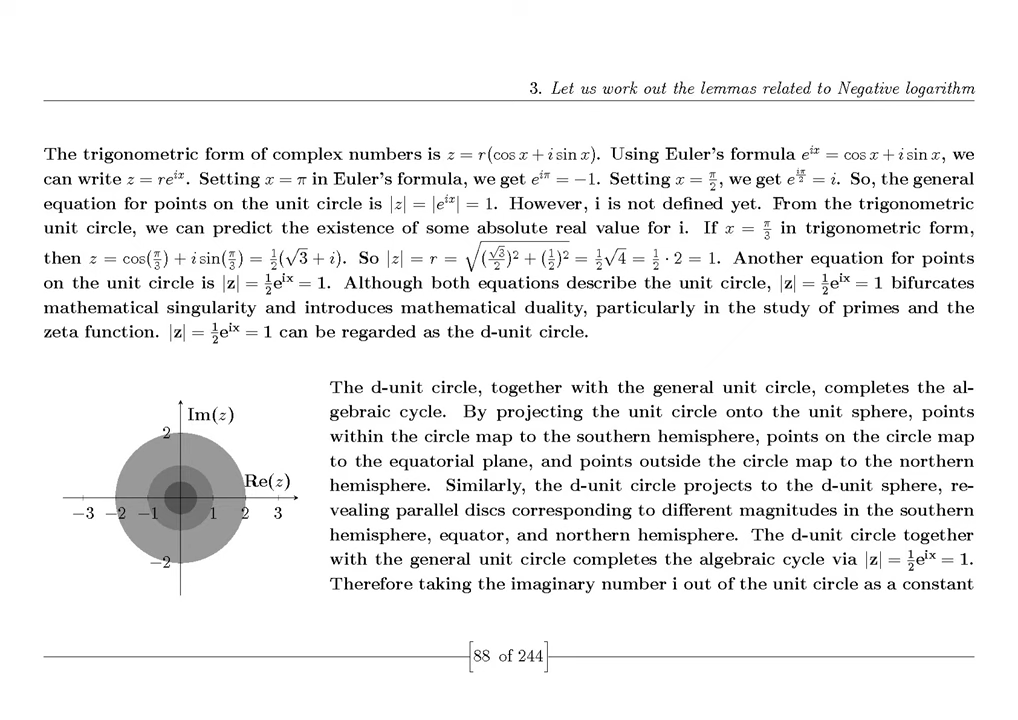 3. Let us work out the lemmas related to Negative logarithm
The trigonometric form of complex numbers is z = r(cos x + i sin x). Using Euler's formula e^{ix} = cos x + i sin x, we
can write z = re^{ix}. Setting x = π in Euler's formula, we get e^{iπ} = −1. Setting x = π/2, we get e^{iπ/2} = i. So, the general
equation for points on the unit circle is |z| = |e^{ix}| = 1. However, i is not defined yet. From the trigonometric
unit circle, we can predict the existence of some absolute real value for i. If x = π/3 in trigonometric form,
then z = cos(π/3) + i sin(π/3) = 1/2(√3 + i). So |z| = r = √((√3/2)² + (1/2)²) = 1/2√4 = 1/2 · 2 = 1. Another equation for points
on the unit circle is |z| = 1/2e^{ix} = 1. Although both equations describe the unit circle, |z| = 1/2e^{ix} = 1 bifurcates
mathematical singularity and introduces mathematical duality, particularly in the study of primes and the
zeta function. |z| = 1/2e^{ix} = 1 can be regarded as the d-unit circle.
Im(z)
2
Re(z)
−3 −2 −1 1 2 3
−2
The d-unit circle, together with the general unit circle, completes the al-
gebraic cycle. By projecting the unit circle onto the unit sphere, points
within the circle map to the southern hemisphere, points on the circle map
to the equatorial plane, and points outside the circle map to the northern
hemisphere. Similarly, the d-unit circle projects to the d-unit sphere, re-
vealing parallel discs corresponding to different magnitudes in the southern
hemisphere, equator, and northern hemisphere. The d-unit circle together
with the general unit circle completes the algebraic cycle via |z| = 1/2e^{ix} = 1.
Therefore taking the imaginary number i out of the unit circle as a constant
88 of 244